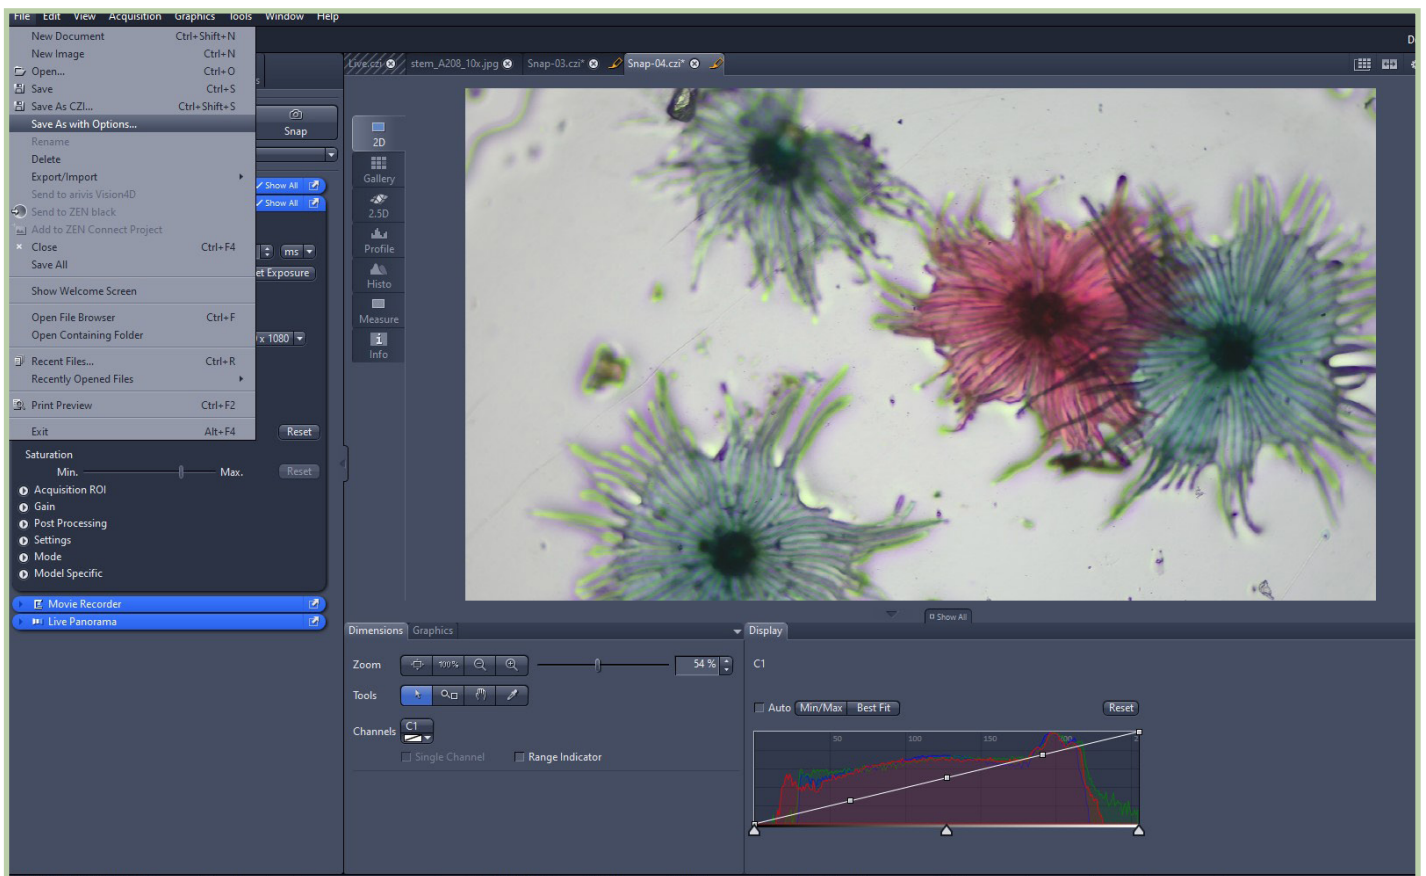 File Edit View Acquisition Graphics Tools Window Help
New Document Ctrl+Shift+N
New Image Ctrl+N
Open... Ctrl+O
Save Ctrl+S
Save As CZI... Ctrl+Shift+S
Save As with Options...
Rename
Delete
Export/Import
Send to arivis Vision4D
Send to ZEN black
Add to ZEN Connect Project
Close Ctrl+F4
Save All
Show Welcome Screen
Open File Browser Ctrl+F
Open Containing Folder
Recent Files... Ctrl+R
Recently Opened Files
Print Preview Ctrl+F2
Exit Alt+F4
Snap
Show All
Show All
ms
et Exposure
x 1080
Reset
Saturation
Min. Max. Reset
Acquisition ROI
Gain
Post Processing
Settings
Mode
Model Specific
Movie Recorder
Live Panorama
Live.czi stem_A208_10x.jpg Snap-03.czi* Snap-04.czi*
2D
Gallery
2.5D
Profile
Histo
Measure
Info
Show All
Dimensions Graphics
Zoom 100% 54 %
Tools
Channels C1
Single Channel Range Indicator
Display
C1
Auto Min/Max Best Fit Reset
50 100 150 200